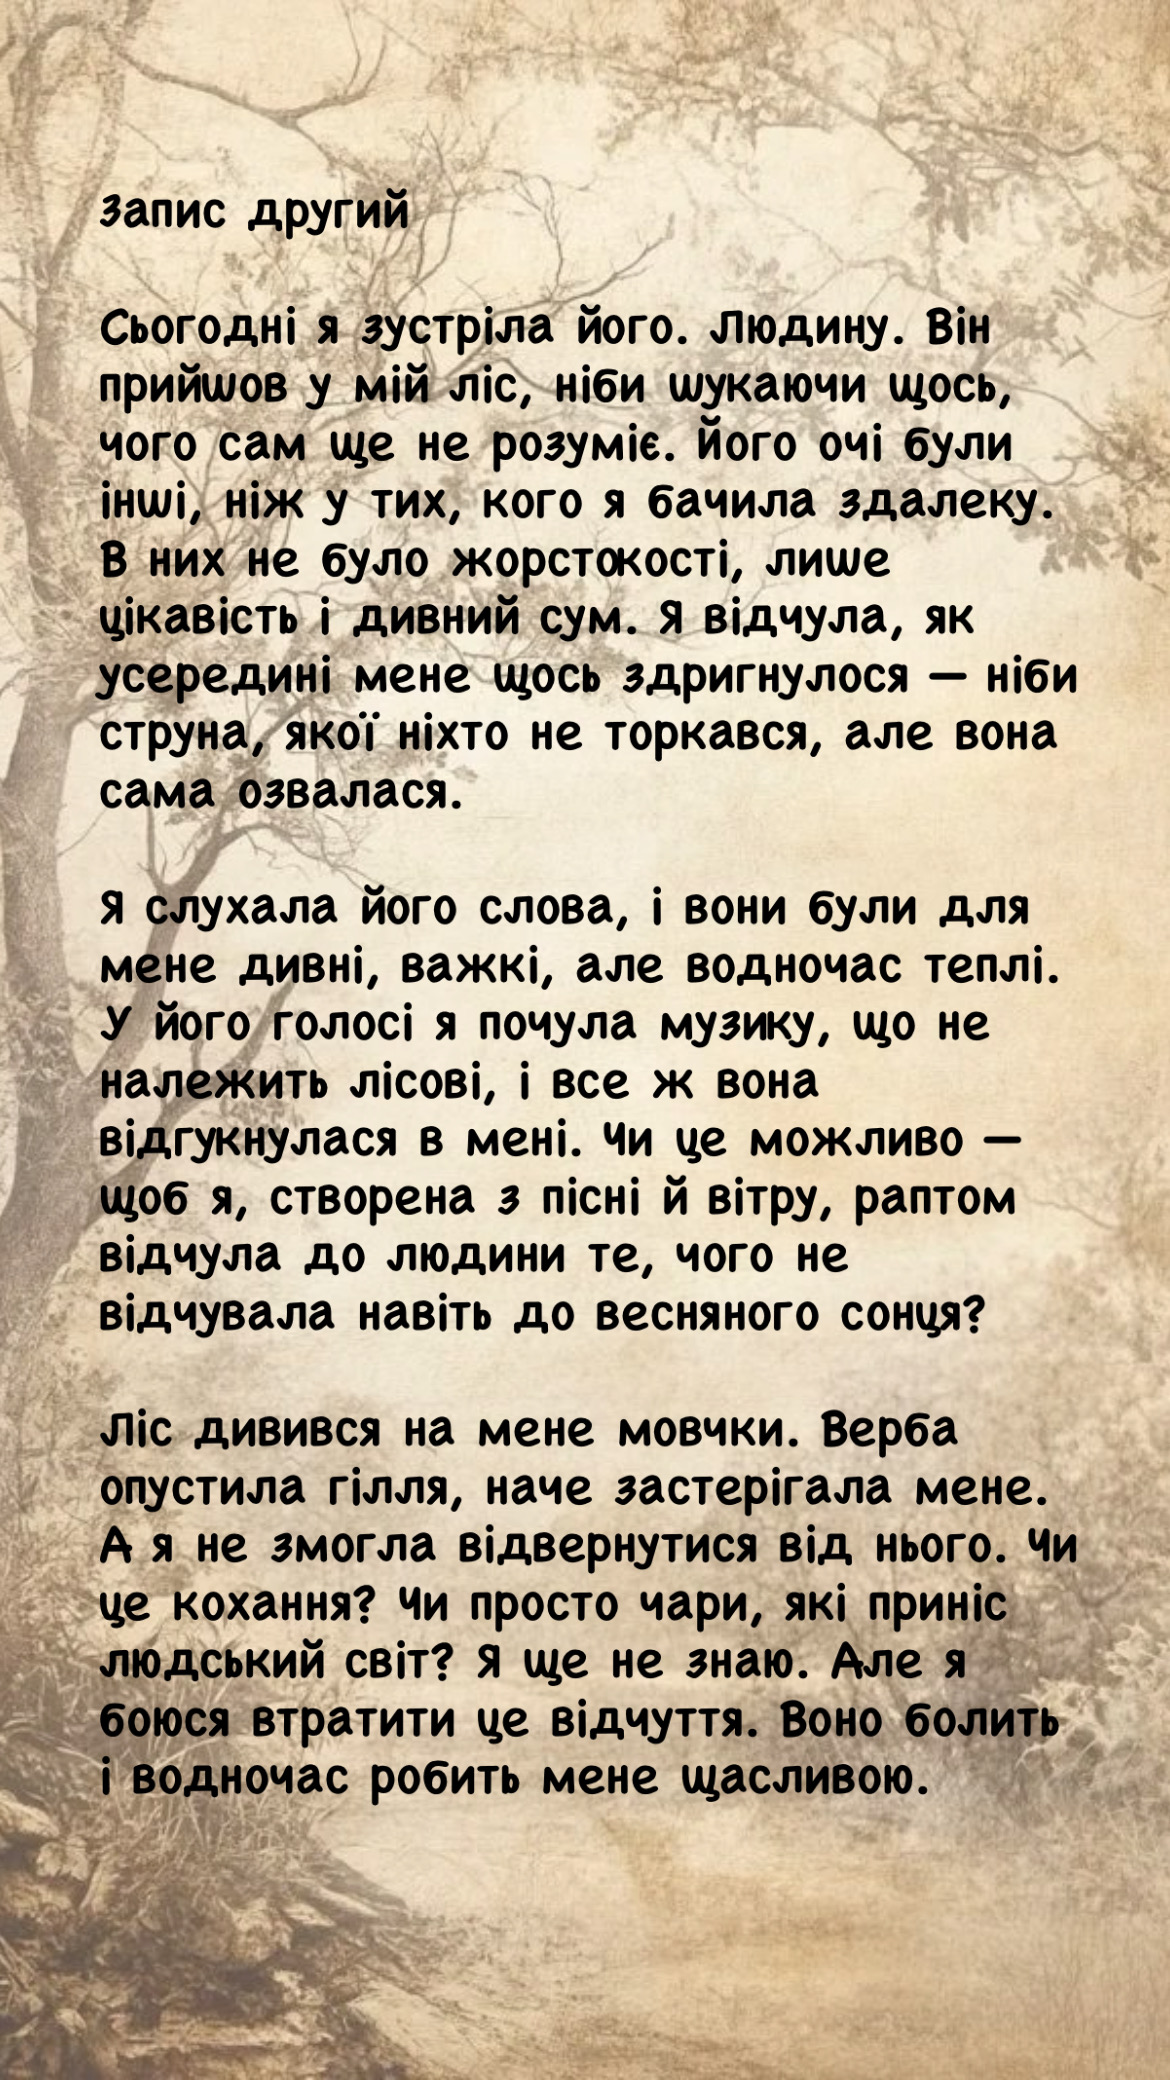 Запис другий
Сьогодні я зустріла його. Людину. Він
прийшов у мій ліс, ніби шукаючи щось,
чого сам ще не розуміє. Його очі були
інші, ніж у тих, кого я бачила здалеку.
В них не було жорстокості, лише
цікавість і дивний сум. Я відчула, як
усередині мене щось здригнулося — ніби
струна, якої ніхто не торкався, але вона
сама озвалася.
Я слухала його слова, і вони були для
мене дивні, важкі, але водночас теплі.
У його голосі я почула музику, що не
належить лісові, і все ж вона
відгукнулася в мені. Чи це можливо —
щоб я, створена з пісні й вітру, раптом
відчула до людини те, чого не
відчувала навіть до весняного сонця?
Ліс дивився на мене мовчки. Верба
опустила гілля, наче застерігала мене.
А я не змогла відвернутися від нього. Чи
це кохання? Чи просто чари, які приніс
людський світ? Я ще не знаю. Але я
боюся втратити це відчуття. Воно болить
і водночас робить мене щасливою.